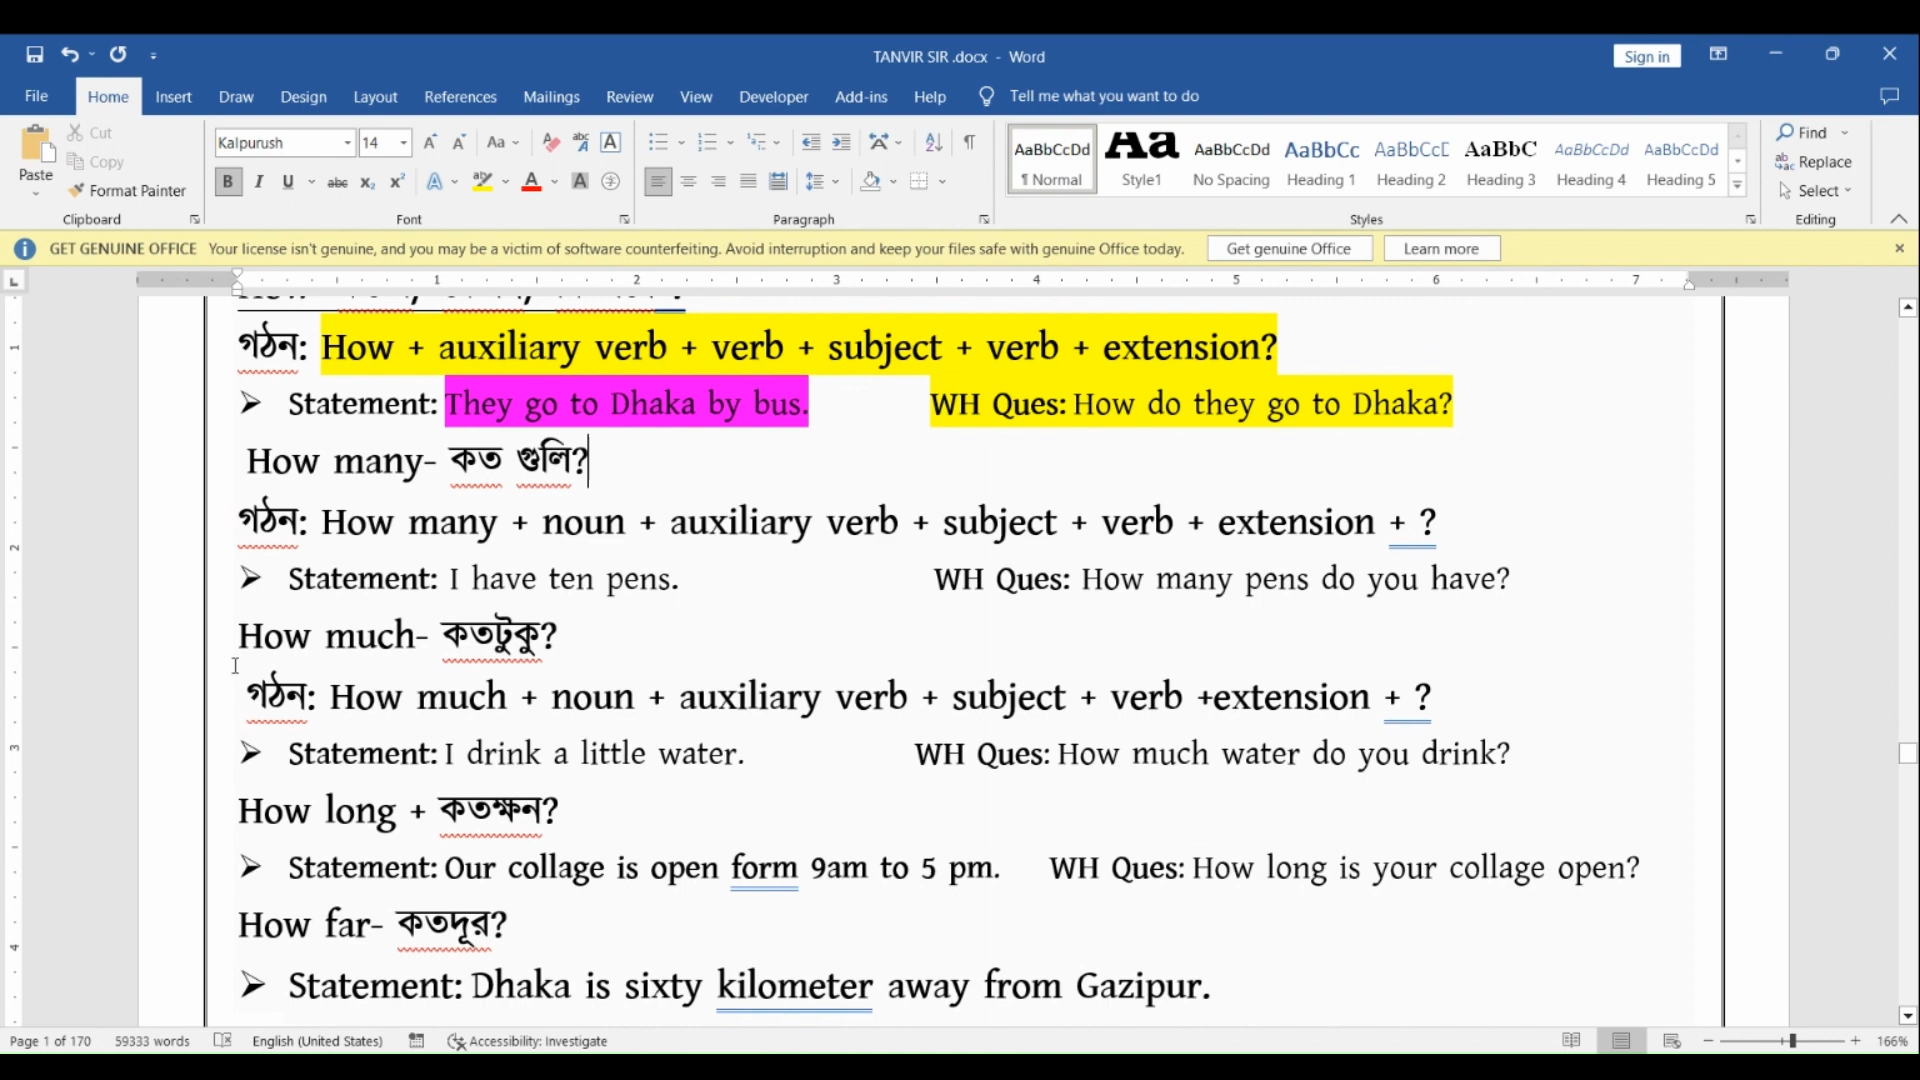 TANVIR SIR .docx - Word
Sign in
File Home Insert Draw Design Layout References Mailings Review View Developer Add-ins Help Tell me what you want to do
Paste
Cut
Copy
Format Painter
Clipboard
Kalpurush 14
Font
Paragraph
AaBbCcDd AaBbCcDd AaBbCc AaBbCcD AaBbC AaBbCcDd AaBbCcDd
¶ Normal Style1 No Spacing Heading 1 Heading 2 Heading 3 Heading 4 Heading 5
Styles
Find
Replace
Select
Editing
GET GENUINE OFFICE Your license isn't genuine, and you may be a victim of software counterfeiting. Avoid interruption and keep your files safe with genuine Office today. Get genuine Office Learn more
1 2 3 4 5 6 7
গঠন: How + auxiliary verb + verb + subject + verb + extension?
➢ Statement: They go to Dhaka by bus. WH Ques: How do they go to Dhaka?
How many- কত গুলি?
গঠন: How many + noun + auxiliary verb + subject + verb + extension + ?
➢ Statement: I have ten pens. WH Ques: How many pens do you have?
How much- কতটুকু?
গঠন: How much + noun + auxiliary verb + subject + verb +extension + ?
➢ Statement: I drink a little water. WH Ques: How much water do you drink?
How long + কতক্ষন?
➢ Statement: Our collage is open form 9am to 5 pm. WH Ques: How long is your collage open?
How far- কতদূর?
➢ Statement: Dhaka is sixty kilometer away from Gazipur.
Page 1 of 170 59333 words English (United States) Accessibility: Investigate 166%